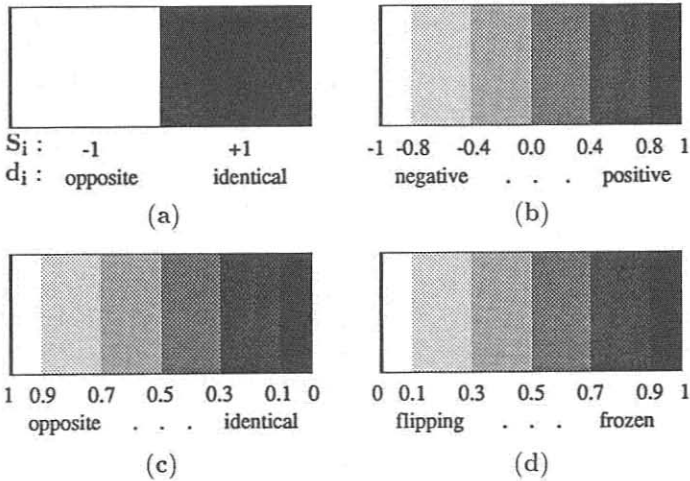 Si : -1 +1
di : opposite identical
(a)
-1 -0.8 -0.4 0.0 0.4 0.8 1
negative . . . positive
(b)
1 0.9 0.7 0.5 0.3 0.1 0
opposite . . . identical
(c)
0 0.1 0.3 0.5 0.7 0.9 1
flipping . . . frozen
(d)